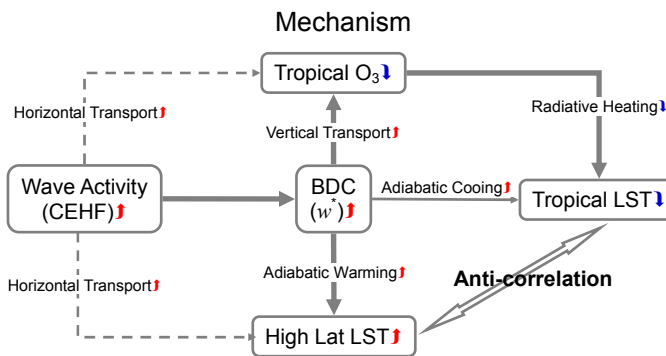 Mechanism
Tropical O₃
Horizontal Transport
Radiative Heating
Vertical Transport
Wave Activity
(CEHF)
BDC
(w*)
Adiabatic Cooing
Tropical LST
Adiabatic Warming
Anti-correlation
Horizontal Transport
High Lat LST